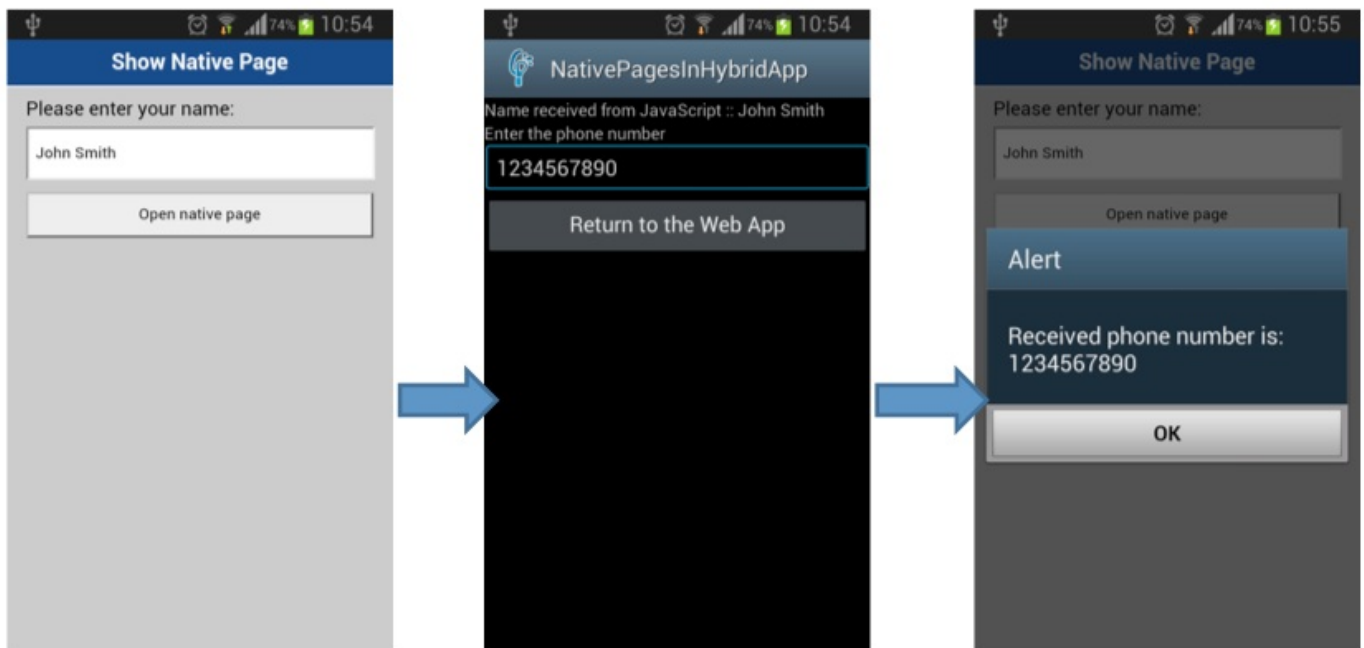 74% 10:54
Show Native Page
Please enter your name:
John Smith
Open native page
74% 10:54
NativePagesInHybridApp
Name received from JavaScript :: John Smith
Enter the phone number
1234567890
Return to the Web App
74% 10:55
Show Native Page
Please enter your name:
John Smith
Open native page
Alert
Received phone number is:
1234567890
OK